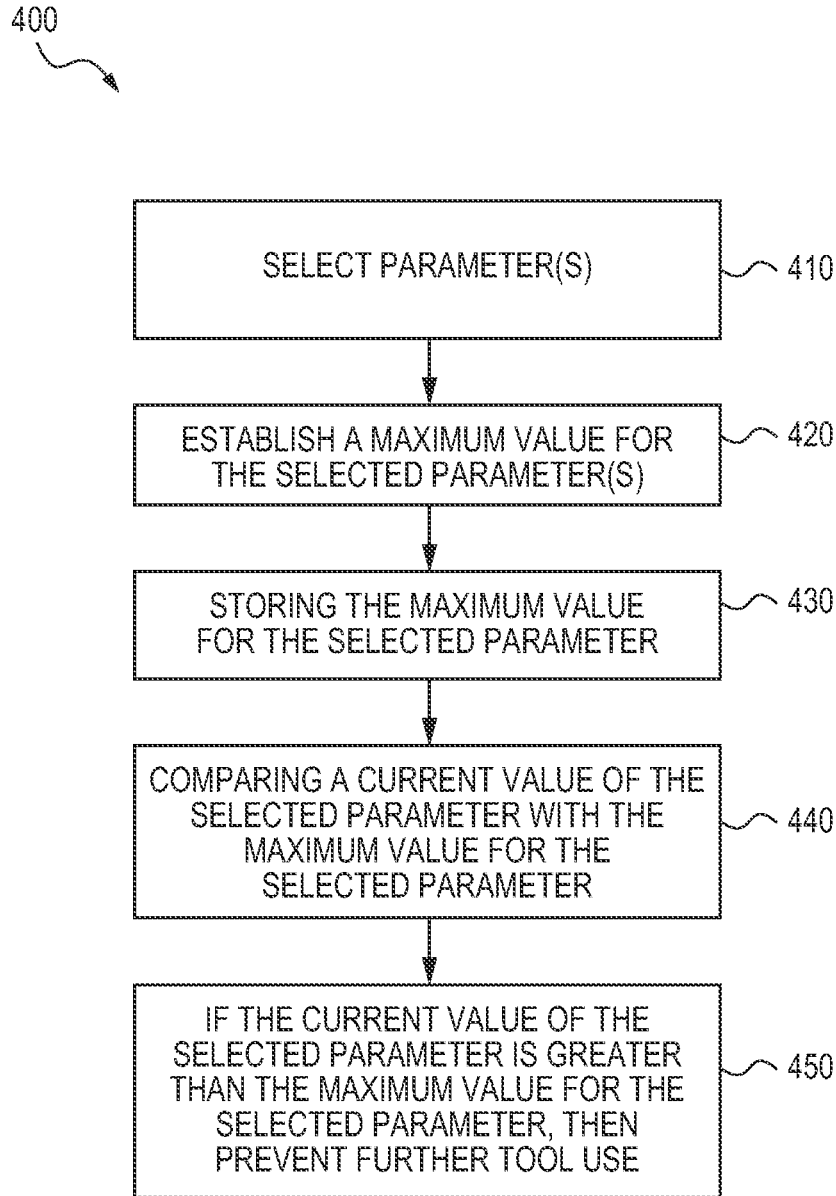 400
SELECT PARAMETER(S)
410
ESTABLISH A MAXIMUM VALUE FOR
THE SELECTED PARAMETER(S)
420
STORING THE MAXIMUM VALUE
FOR THE SELECTED PARAMETER
430
COMPARING A CURRENT VALUE OF THE
SELECTED PARAMETER WITH THE
MAXIMUM VALUE FOR THE
SELECTED PARAMETER
440
IF THE CURRENT VALUE OF THE
SELECTED PARAMETER IS GREATER
THAN THE MAXIMUM VALUE FOR THE
SELECTED PARAMETER, THEN
PREVENT FURTHER TOOL USE
450